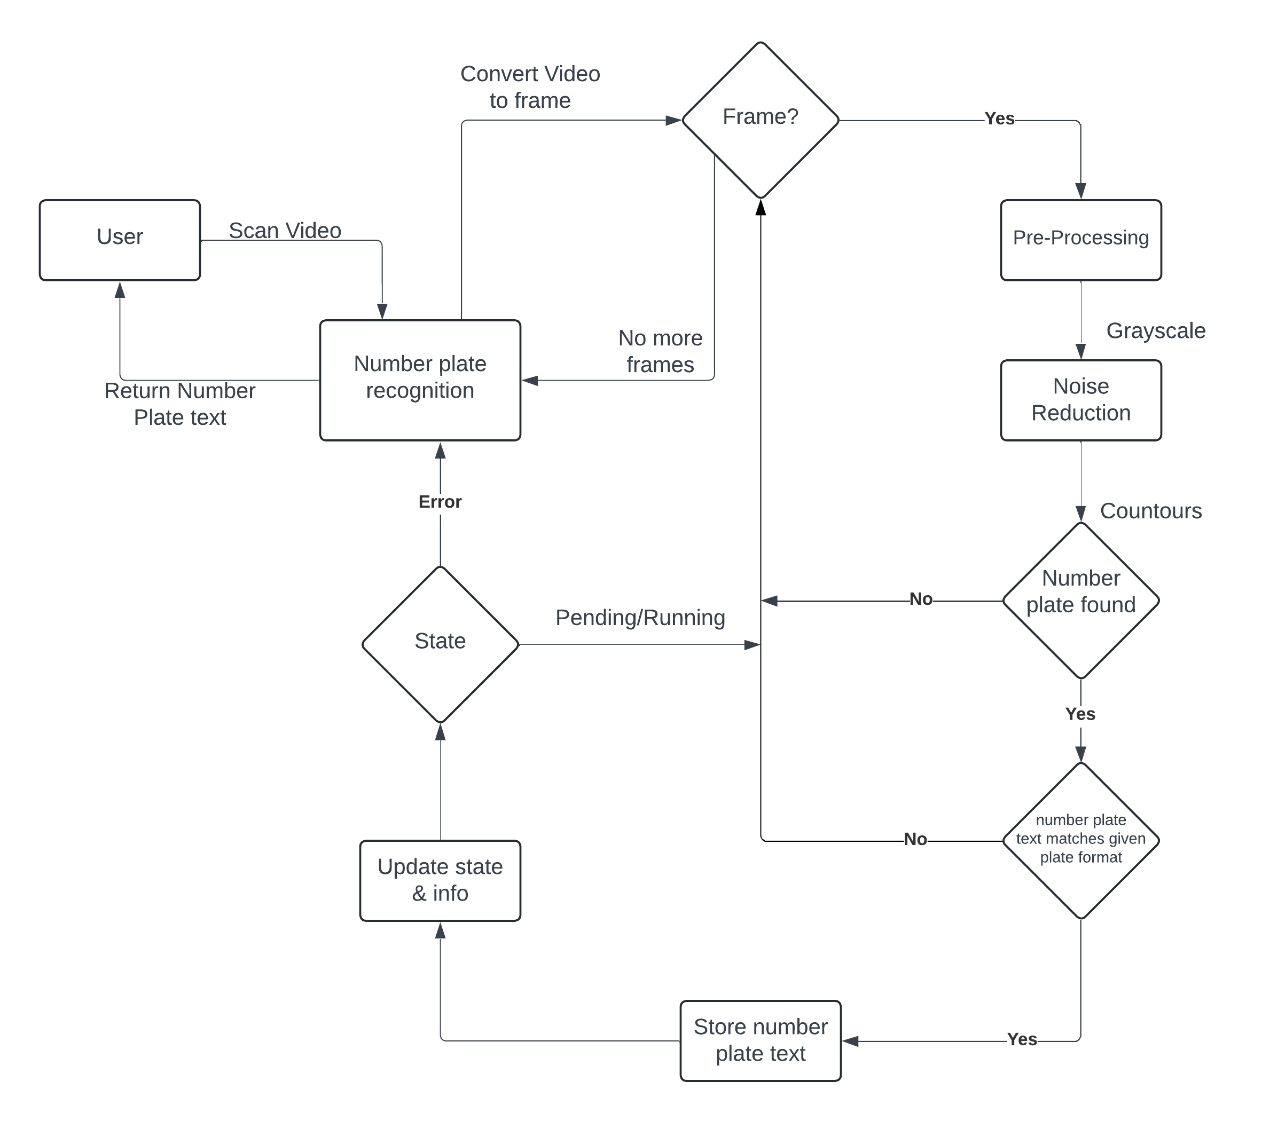 Convert Video
to frame
Frame?
Yes
User
Scan Video
Pre-Processing
Number plate
recognition
No more
frames
Return Number
Plate text
Grayscale
Noise
Reduction
Error
Countours
Number
plate found
No
Pending/Running
State
Yes
number plate
text matches given
plate format
No
Update state
& info
Store number
plate text
Yes